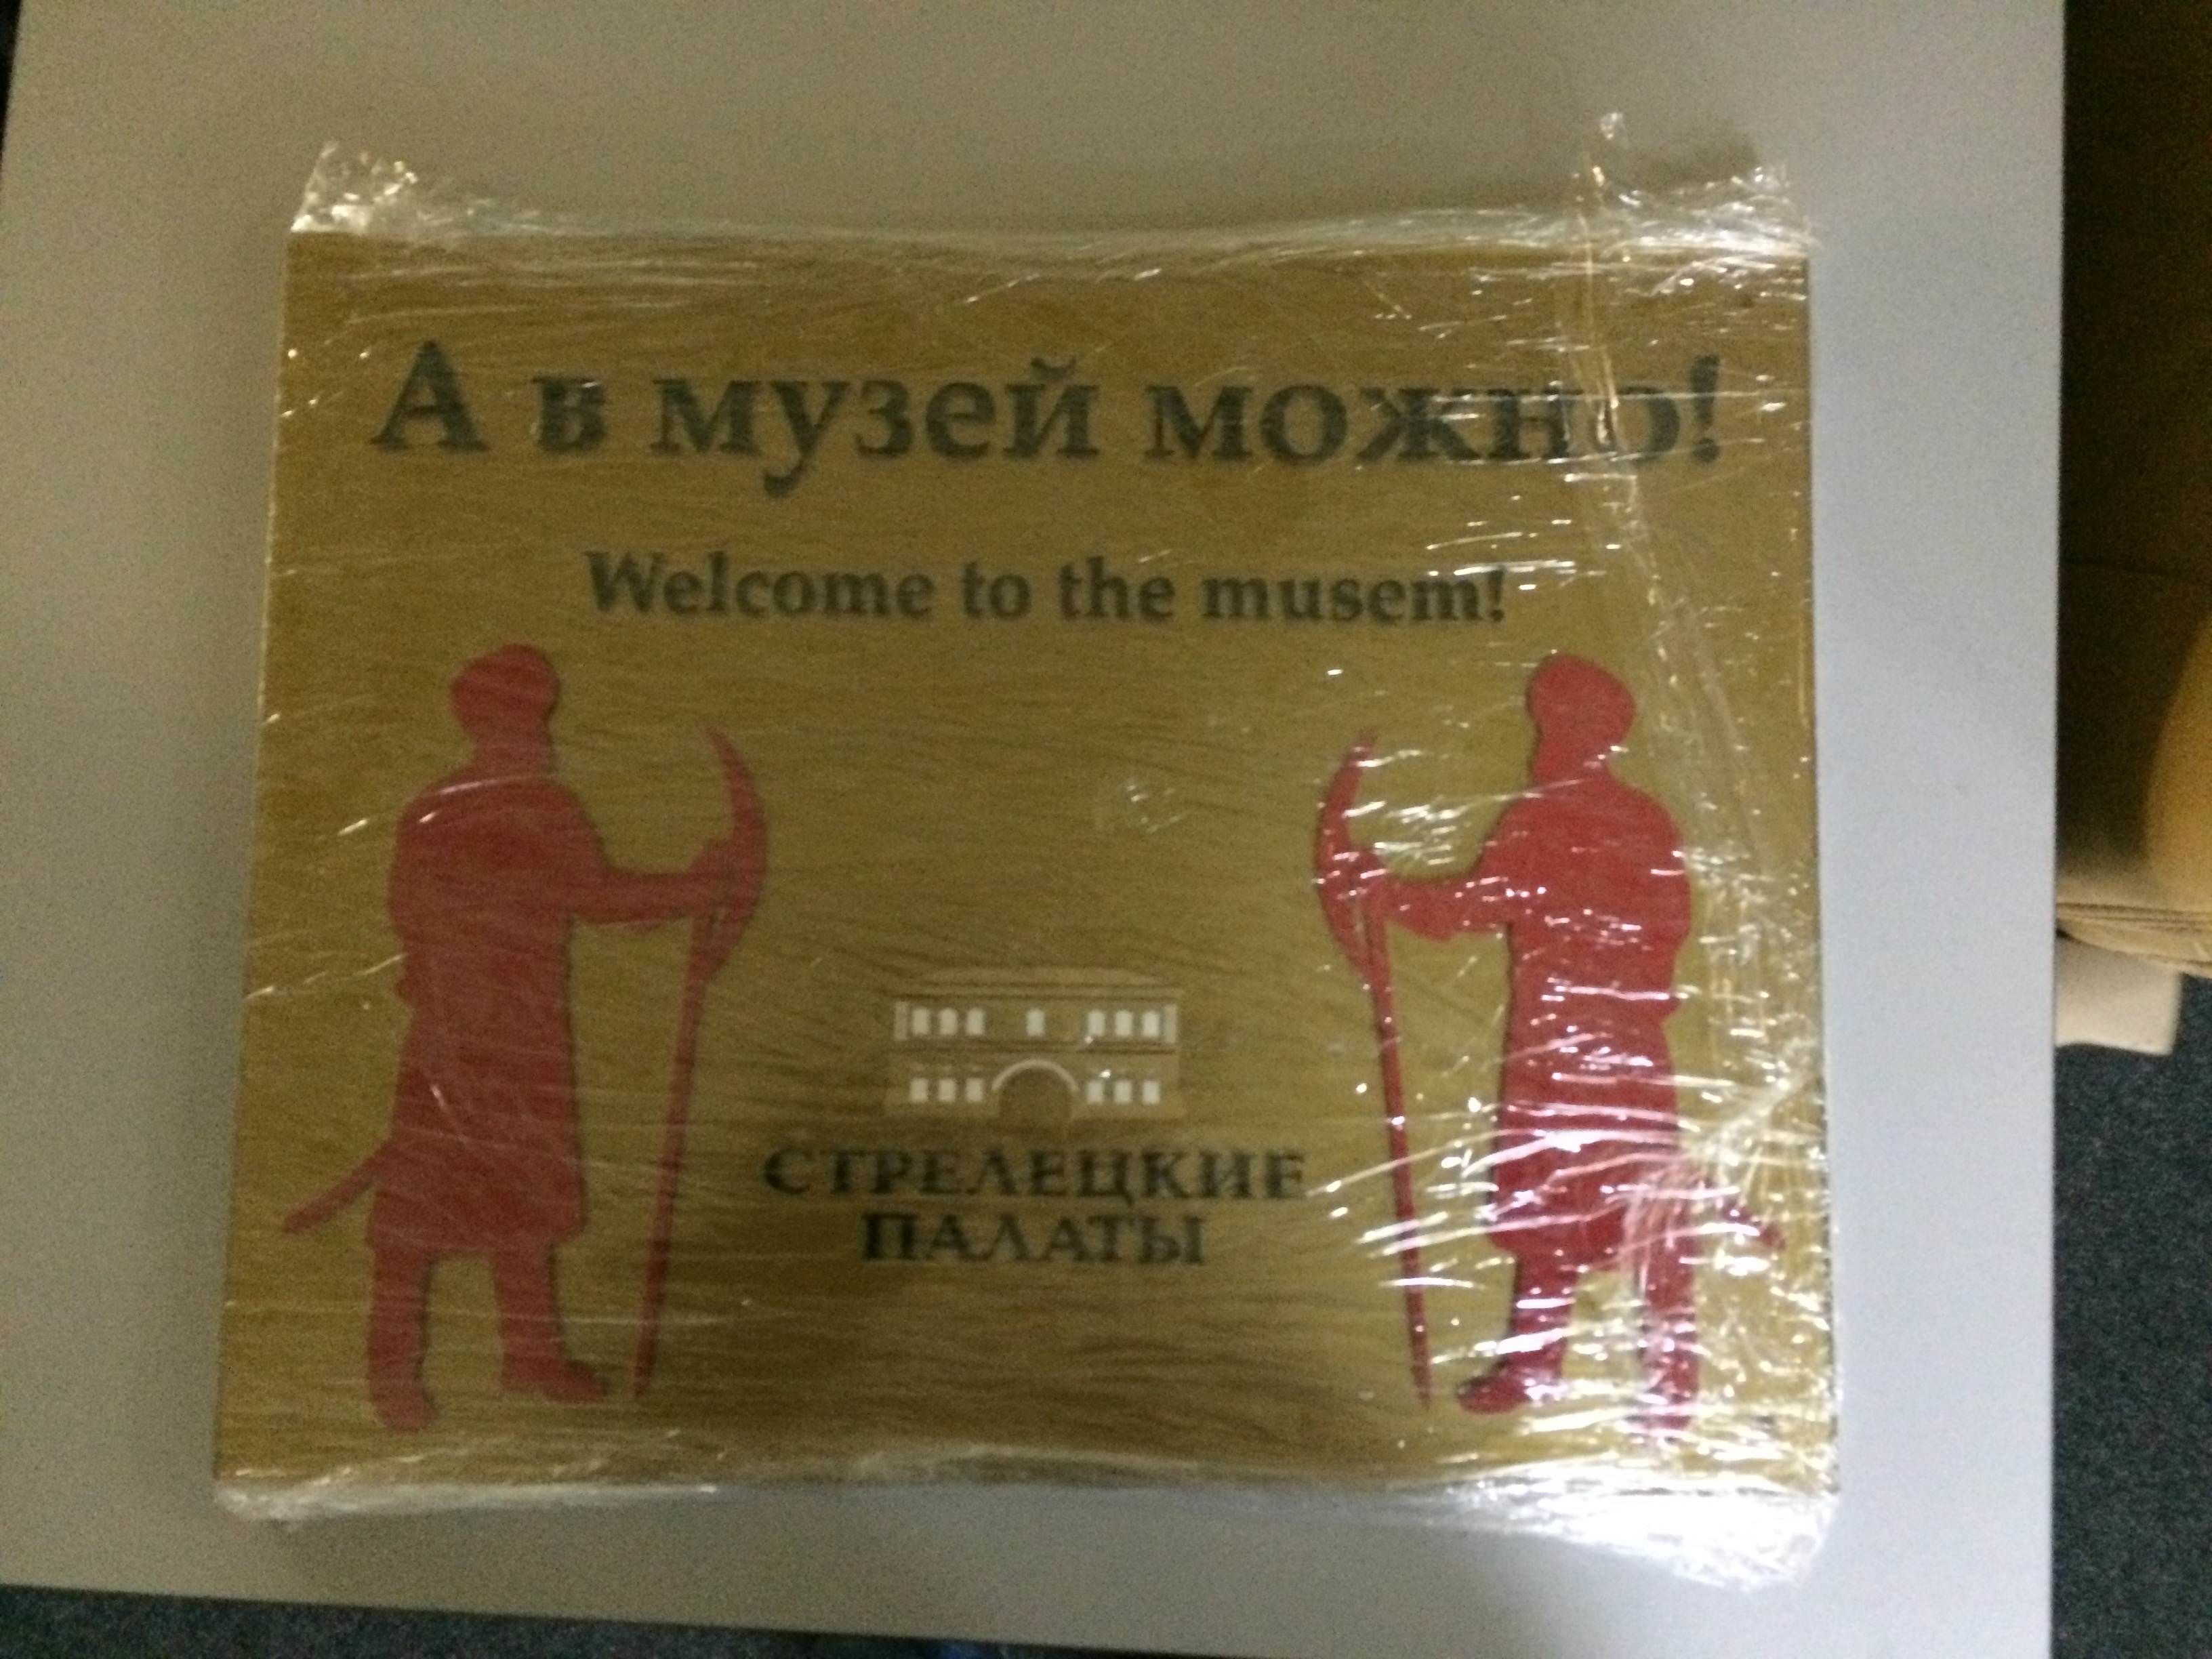 А в музей можно!
Welcome to the musem!
СТРЕЛЕЦКИЕ
ПАЛАТЫ